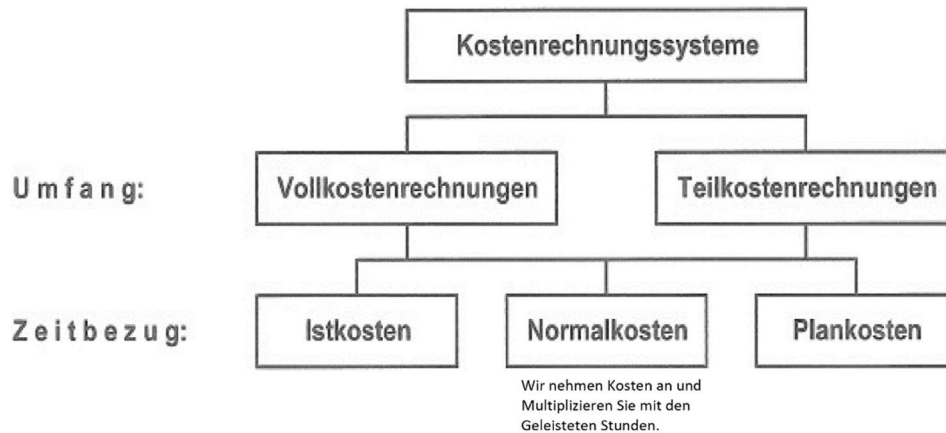 Kostenrechnungssysteme
Umfang:
Vollkostenrechnungen
Teilkostenrechnungen
Zeitbezug:
Istkosten
Normalkosten
Plankosten
Wir nehmen Kosten an und
Multiplizieren Sie mit den
Geleisteten Stunden.